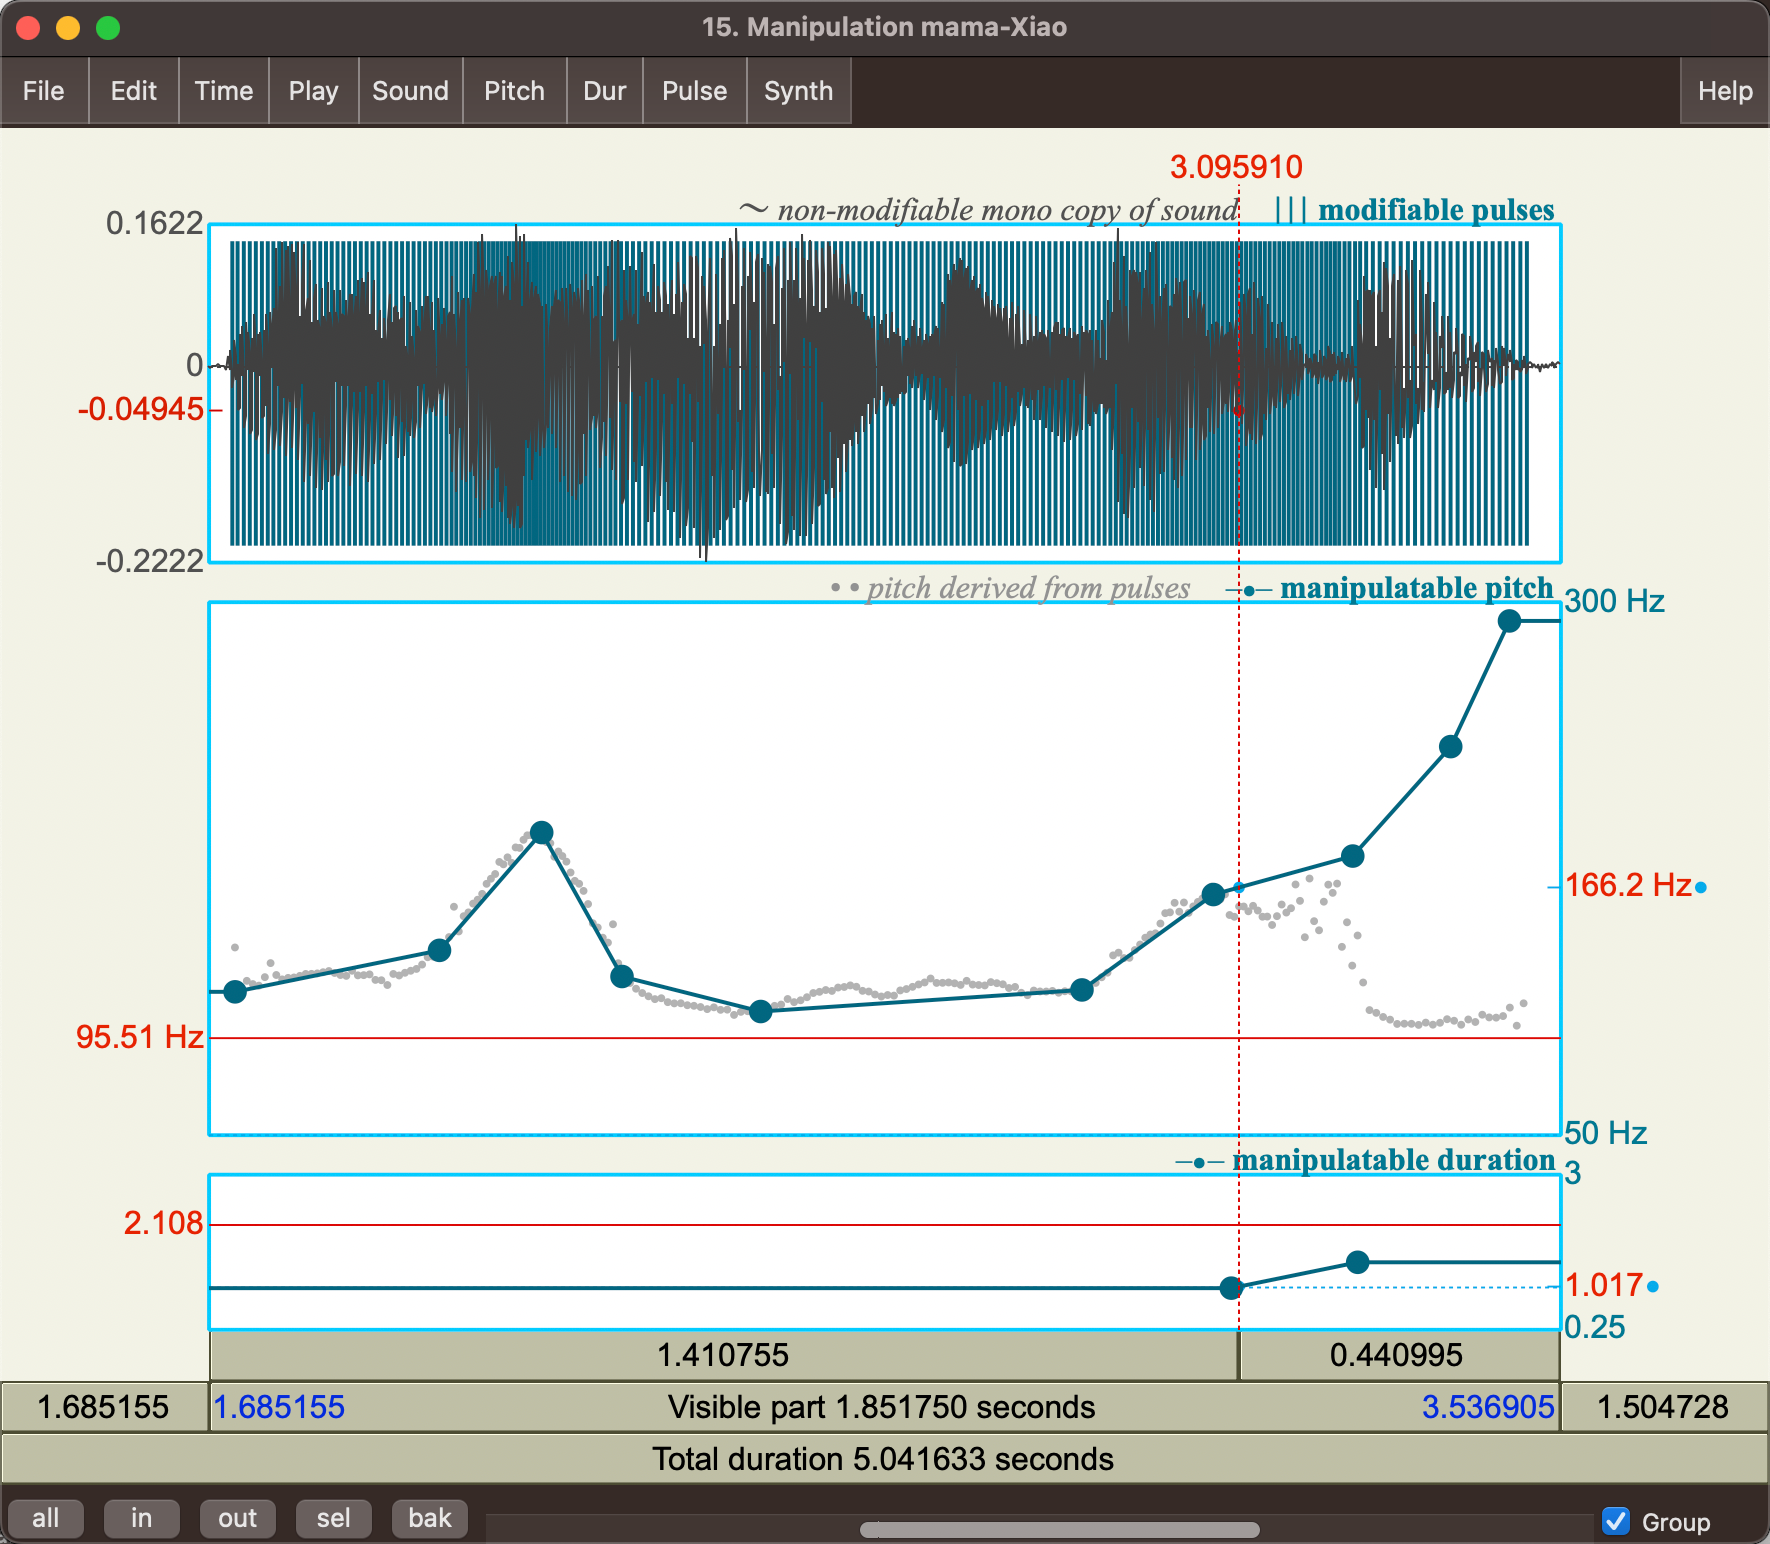 15. Manipulation mama-Xiao
File Edit Time Play Sound Pitch Dur Pulse Synth Help
3.095910
~ non-modifiable mono copy of sound ||| modifiable pulses
0.1622
0
-0.04945
-0.2222
•• pitch derived from pulses –•– manipulatable pitch
300 Hz
166.2 Hz•
95.51 Hz
50 Hz
–•– manipulatable duration
3
2.108
1.017•
0.25
1.410755 0.440995
1.685155 1.685155 Visible part 1.851750 seconds 3.536905 1.504728
Total duration 5.041633 seconds
all in out sel bak Group